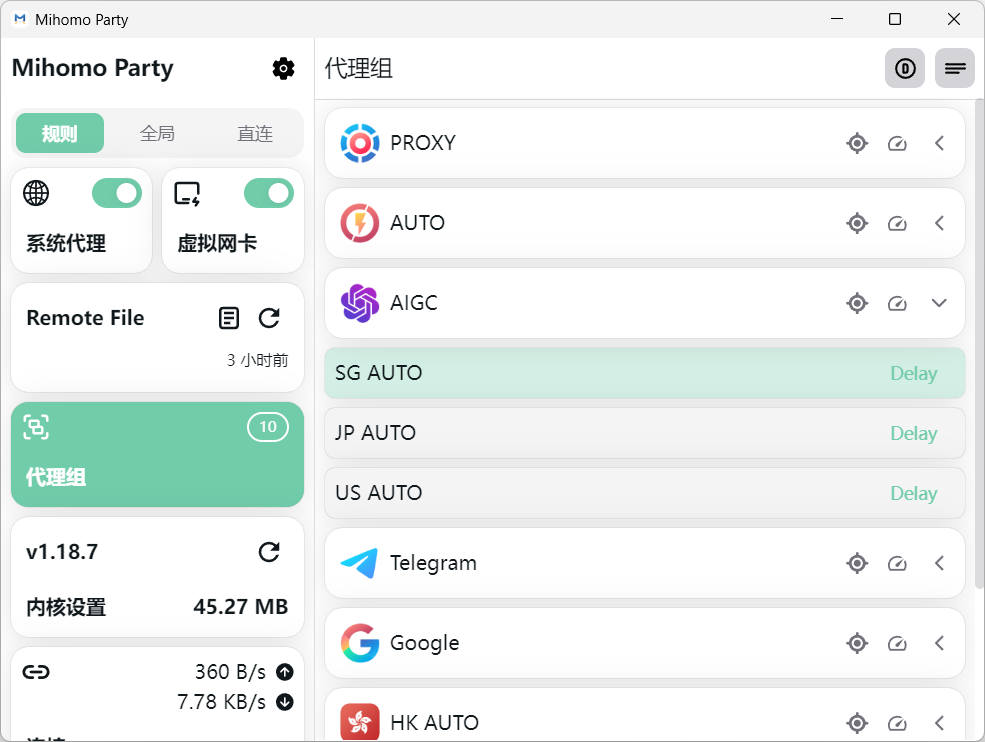 Mihomo Party
Mihomo Party
规则
全局
直连
系统代理
虚拟网卡
Remote File
3 小时前
10
代理组
v1.18.7
内核设置
45.27 MB
360 B/s
7.78 KB/s
代理组
PROXY
AUTO
AIGC
SG AUTO
Delay
JP AUTO
Delay
US AUTO
Delay
Telegram
Google
HK AUTO